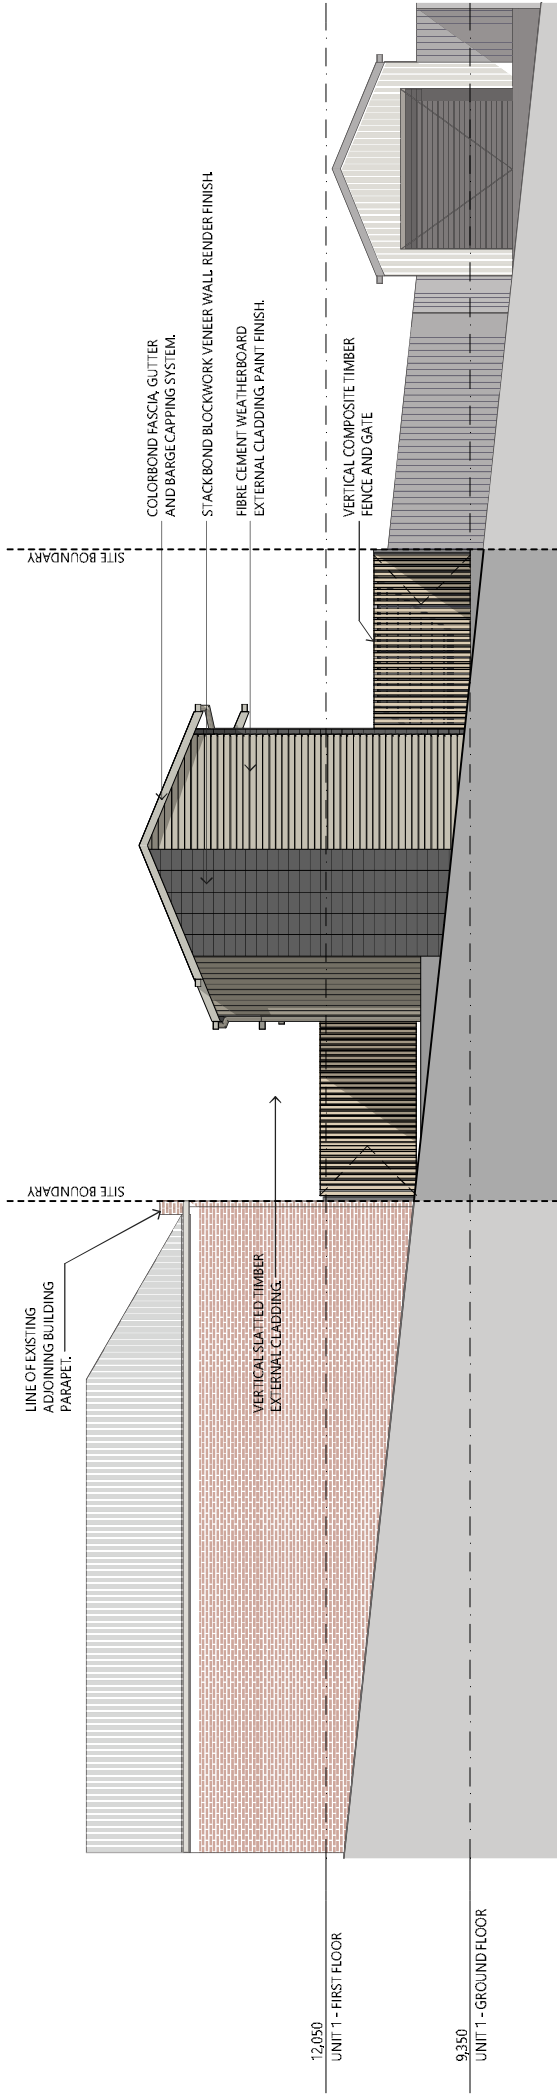 LINE OF EXISTING
ADJOINING BUILDING
PARAPET.
SITE BOUNDARY
VERTICAL SLATTED TIMBER
EXTERNAL CLADDING.
SITE BOUNDARY
COLORBOND FASCIA, GUTTER
AND BARGE CAPPING SYSTEM.
STACK BOND BLOCKWORK VENEER WALL. RENDER FINISH.
FIBRE CEMENT WEATHERBOARD
EXTERNAL CLADDING. PAINT FINISH.
VERTICAL COMPOSITE TIMBER
FENCE AND GATE
12,050
UNIT 1 - FIRST FLOOR
9,350
UNIT 1 - GROUND FLOOR